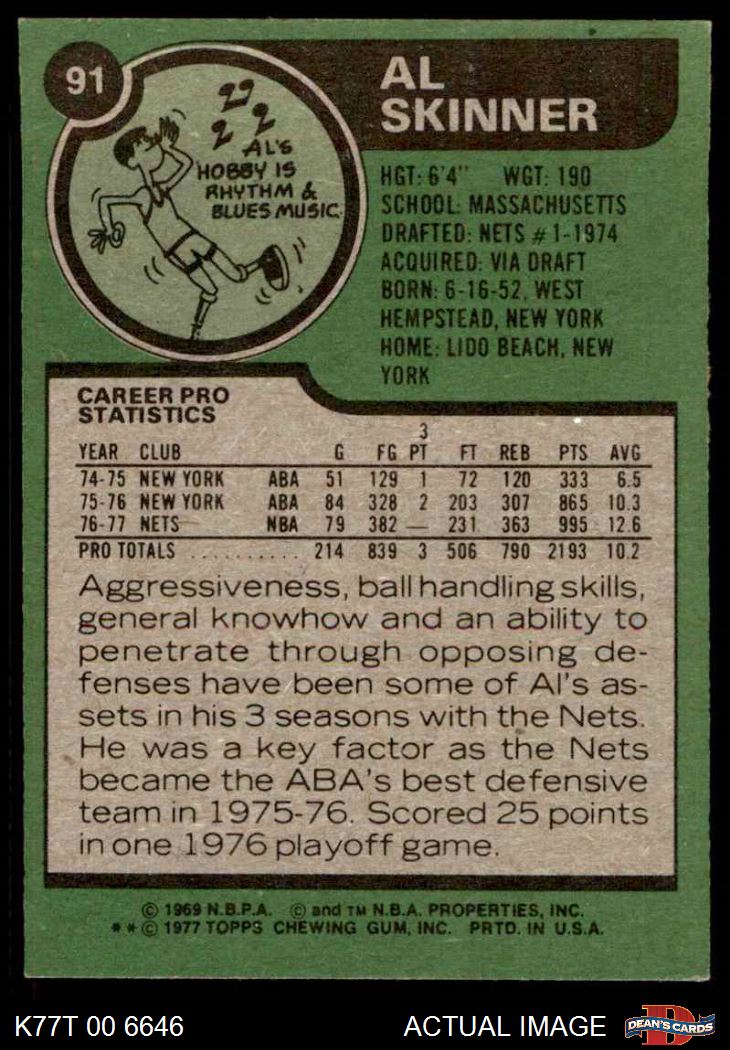 91
AL
SKINNER
AL'S
HOBBY IS
RHYTHM &
BLUES MUSIC.
HGT: 6'4" WGT: 190
SCHOOL: MASSACHUSETTS
DRAFTED: NETS #1-1974
ACQUIRED: VIA DRAFT
BORN: 6-16-52, WEST
HEMPSTEAD, NEW YORK
HOME: LIDO BEACH, NEW
YORK
CAREER PRO
STATISTICS
YEAR CLUB G FG 3 PT FT REB PTS AVG
74-75 NEW YORK ABA 51 129 1 72 120 333 6.5
75-76 NEW YORK ABA 84 328 2 203 307 865 10.3
76-77 NETS NBA 79 382 — 231 363 995 12.6
PRO TOTALS .......... 214 839 3 506 790 2193 10.2
Aggressiveness, ball handling skills,
general knowhow and an ability to
penetrate through opposing de-
fenses have been some of Al's as-
sets in his 3 seasons with the Nets.
He was a key factor as the Nets
became the ABA's best defensive
team in 1975-76. Scored 25 points
in one 1976 playoff game.
© 1969 N.B.P.A. © and TM N.B.A. PROPERTIES, INC.
**© 1977 TOPPS CHEWING GUM, INC. PRTD. IN U.S.A.
K77T 00 6646 ACTUAL IMAGE D DEAN'S CARDS